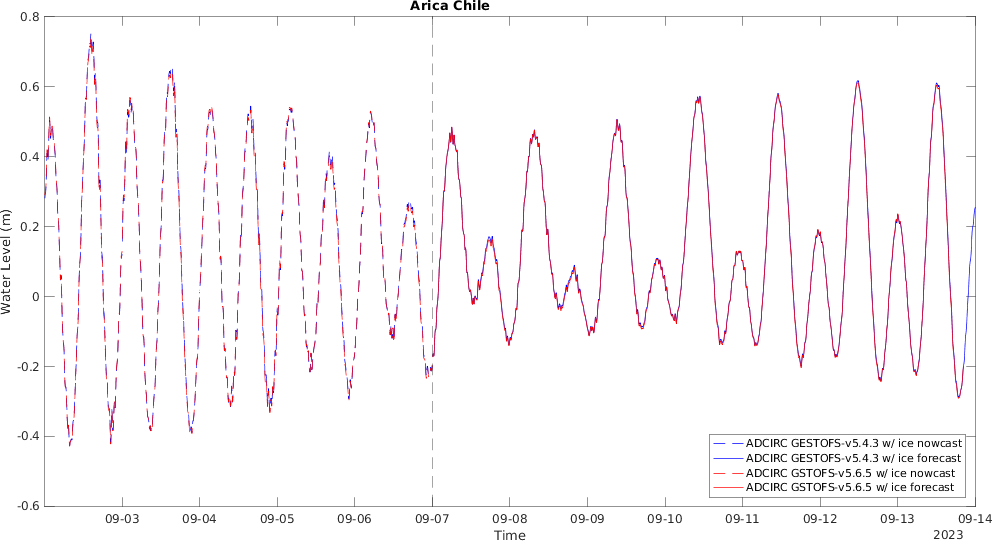 Arica Chile
Water Level (m)
0.8
0.6
0.4
0.2
0
-0.2
-0.4
-0.6
ADCIRC GESTOFS-v5.4.3 w/ ice nowcast
ADCIRC GESTOFS-v5.4.3 w/ ice forecast
ADCIRC GSTOFS-v5.6.5 w/ ice nowcast
ADCIRC GSTOFS-v5.6.5 w/ ice forecast
09-03 09-04 09-05 09-06 09-07 09-08 09-09 09-10 09-11 09-12 09-13 09-14
Time
2023